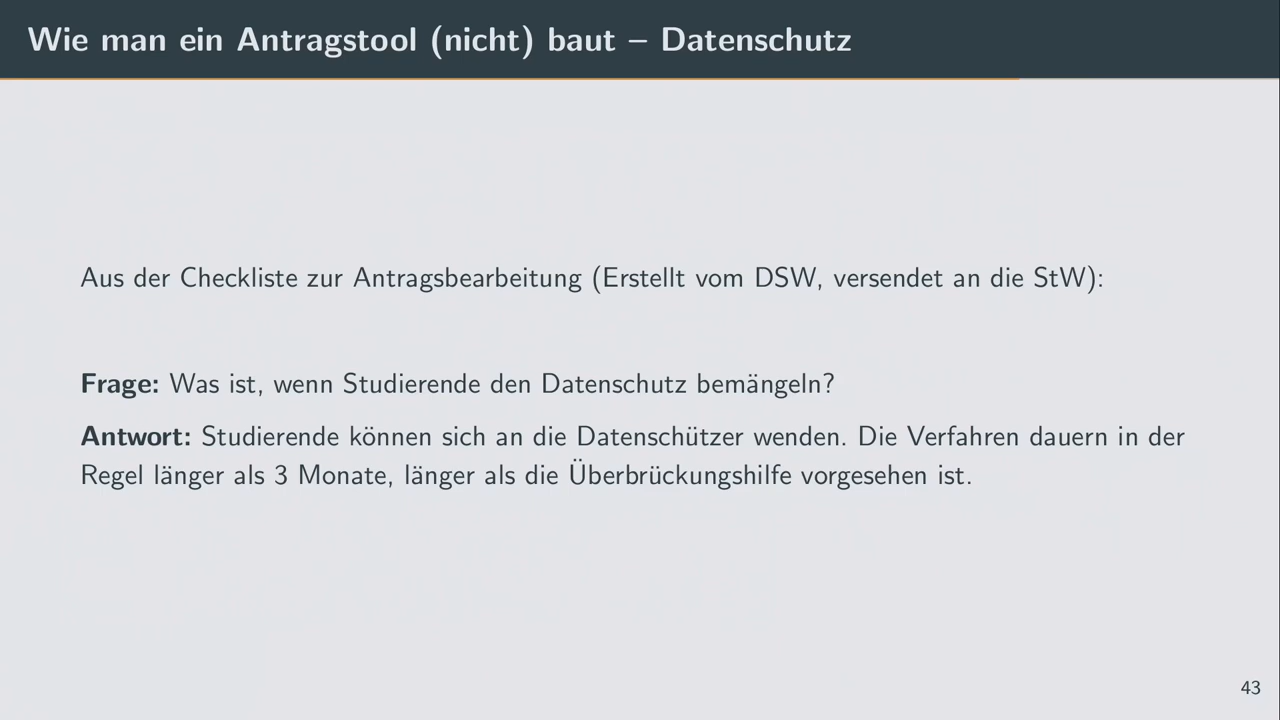 Wie man ein Antragstool (nicht) baut – Datenschutz
Aus der Checkliste zur Antragsbearbeitung (Erstellt vom DSW, versendet an die StW):
Frage: Was ist, wenn Studierende den Datenschutz bemängeln?
Antwort: Studierende können sich an die Datenschützer wenden. Die Verfahren dauern in der
Regel länger als 3 Monate, länger als die Überbrückungshilfe vorgesehen ist.
43